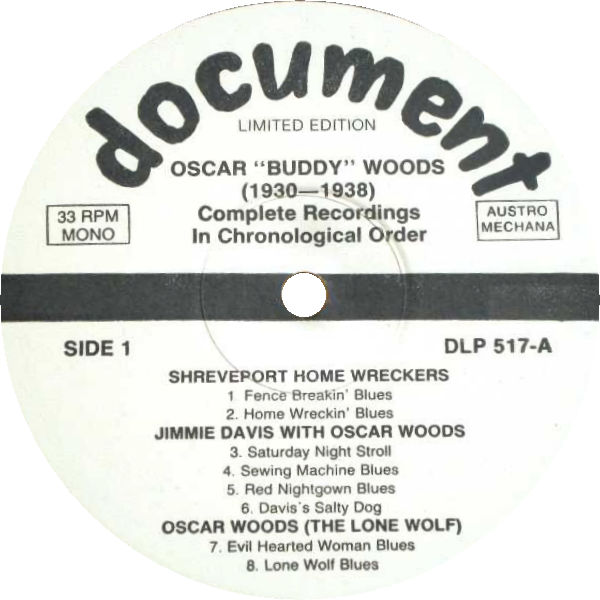 document
LIMITED EDITION
OSCAR "BUDDY" WOODS
(1930—1938)
Complete Recordings
In Chronological Order
33 RPM
MONO
AUSTRO
MECHANA
SIDE 1
DLP 517-A
SHREVEPORT HOME WRECKERS
1. Fence Breakin' Blues
2. Home Wreckin' Blues
JIMMIE DAVIS WITH OSCAR WOODS
3. Saturday Night Stroll
4. Sewing Machine Blues
5. Red Nightgown Blues
6. Davis's Salty Dog
OSCAR WOODS (THE LONE WOLF)
7. Evil Hearted Woman Blues
8. Lone Wolf Blues